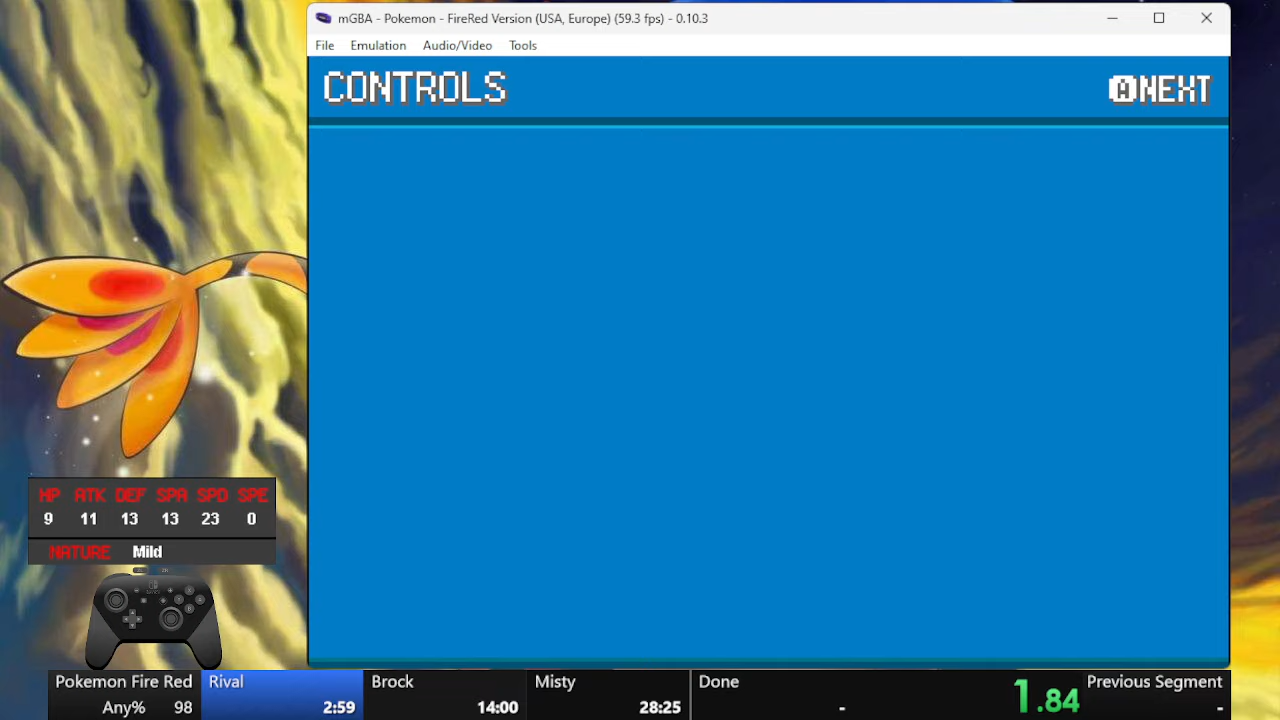 mGBA - Pokemon - FireRed Version (USA, Europe) (59.3 fps) - 0.10.3
File Emulation Audio/Video Tools
CONTROLS
A NEXT
HP ATK DEF SPA SPD SPE
9 11 13 13 23 0
NATURE Mild
Pokemon Fire Red Rival Brock Misty Done 1.84 Previous Segment
Any% 98 2:59 14:00 28:25 - -